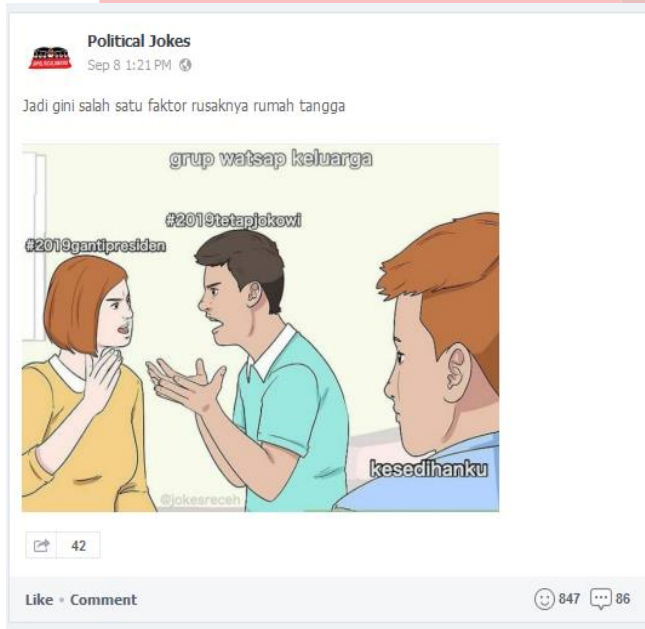 Political Jokes
Sep 8 1:21 PM
Jadi gini salah satu faktor rusaknya rumah tangga
grup watsap keluarga
#2019tetapjokowi
#2019gantipresiden
kesedihanku
@jokesreceh
42
Like • Comment
847 86